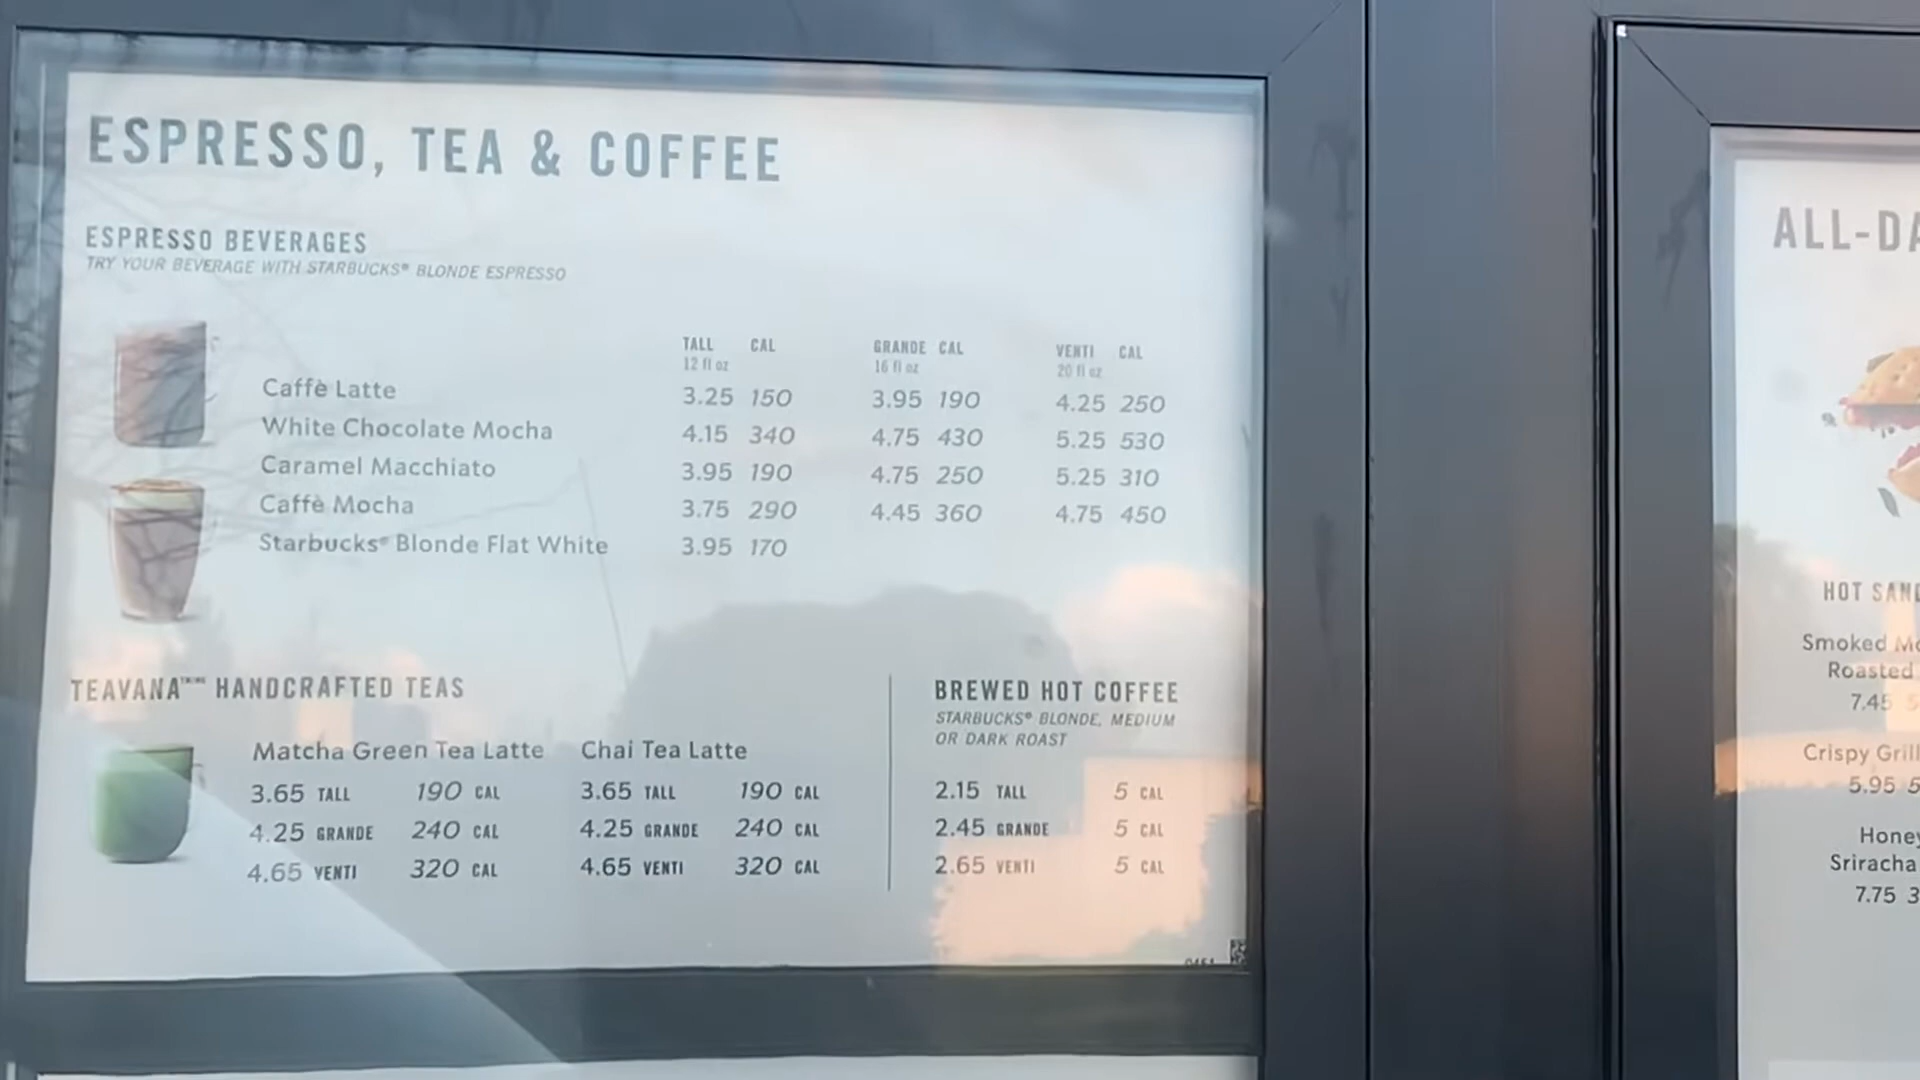 ESPRESSO, TEA & COFFEE
ESPRESSO BEVERAGES
TRY YOUR BEVERAGE WITH STARBUCKS® BLONDE ESPRESSO
TALL CAL GRANDE CAL VENTI CAL
12 fl oz 16 fl oz 20 fl oz
Caffè Latte 3.25 150 3.95 190 4.25 250
White Chocolate Mocha 4.15 340 4.75 430 5.25 530
Caramel Macchiato 3.95 190 4.75 250 5.25 310
Caffè Mocha 3.75 290 4.45 360 4.75 450
Starbucks® Blonde Flat White 3.95 170
TEAVANA HANDCRAFTED TEAS
Matcha Green Tea Latte Chai Tea Latte
3.65 TALL 190 CAL 3.65 TALL 190 CAL
4.25 GRANDE 240 CAL 4.25 GRANDE 240 CAL
4.65 VENTI 320 CAL 4.65 VENTI 320 CAL
BREWED HOT COFFEE
STARBUCKS® BLONDE, MEDIUM
OR DARK ROAST
2.15 TALL 5 CAL
2.45 GRANDE 5 CAL
2.65 VENTI 5 CAL
ALL-DA
HOT SAND
Smoked Mo
Roasted
7.45 5
Crispy Grill
5.95 5
Honey
Sriracha
7.75 3